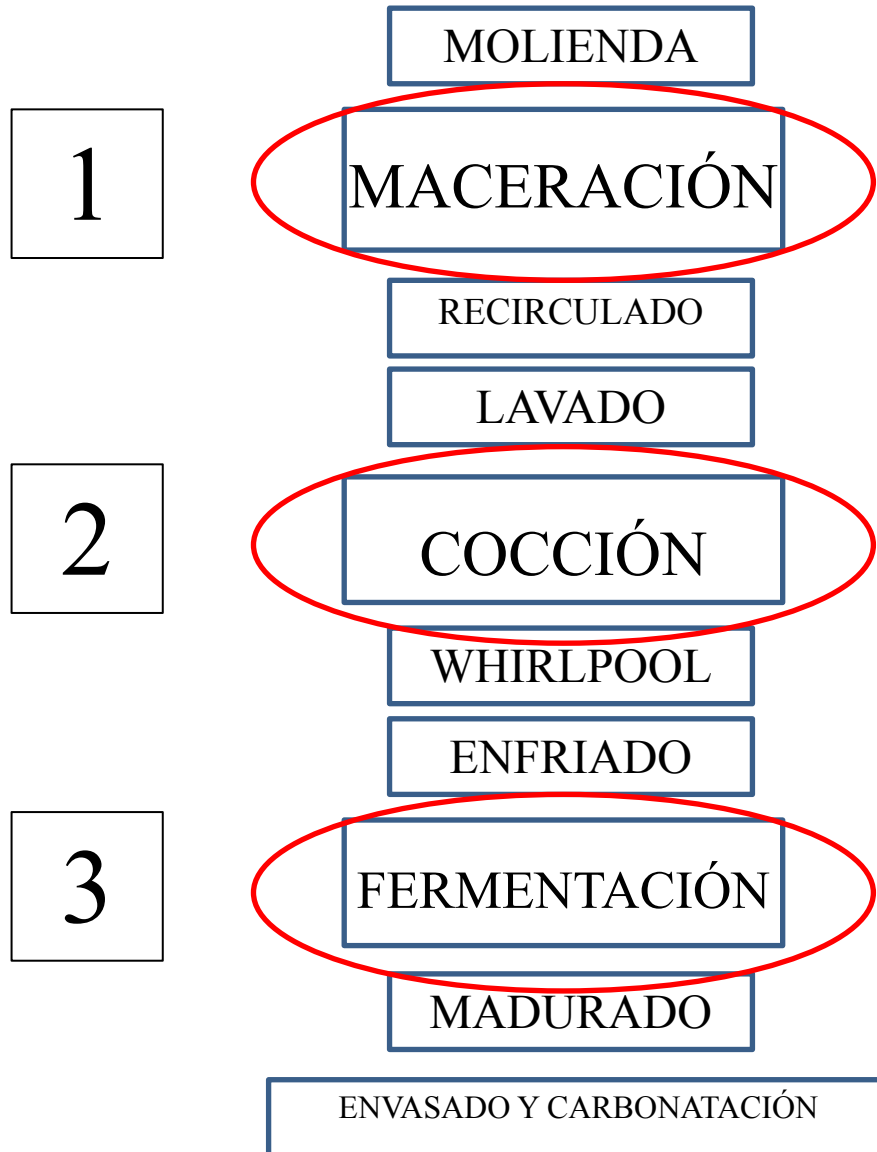 MOLIENDA
1
MACERACIÓN
RECIRCULADO
LAVADO
2
COCCIÓN
WHIRLPOOL
ENFRIADO
3
FERMENTACIÓN
MADURADO
ENVASADO Y CARBONATACIÓN